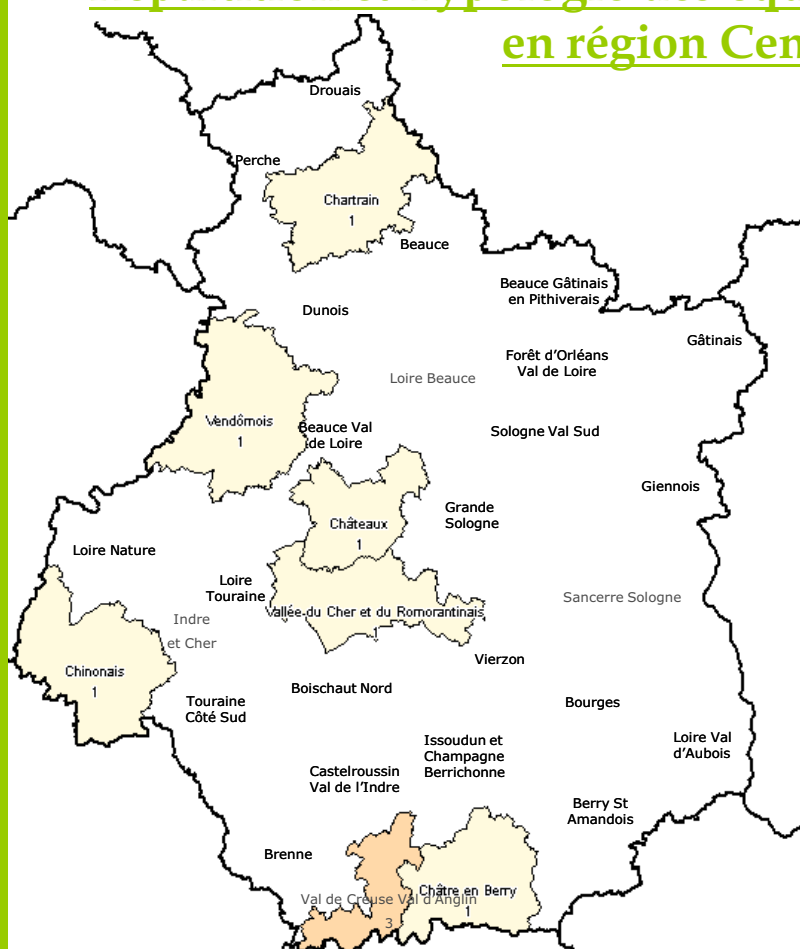 en région Cen
Drouais
Perche
Chartrain
1
Beauce
Beauce Gâtinais
en Pithiverais
Dunois
Gâtinais
Forêt d'Orléans
Val de Loire
Loire Beauce
Vendômois
1
Beauce Val
de Loire
Sologne Val Sud
Giennois
Grande
Sologne
Châteaux
1
Loire Nature
Loire
Touraine
Sancerre Sologne
Vallée du Cher et du Romorantinais
1
Indre
et Cher
Vierzon
Chinonais
1
Boischaut Nord
Touraine
Côté Sud
Bourges
Loire Val
d'Aubois
Issoudun et
Champagne
Berrichonne
Castelroussin
Val de l'Indre
Berry St
Amandois
Brenne
Châtre en Berry
1
Val de Creuse Val d'Anglin
3